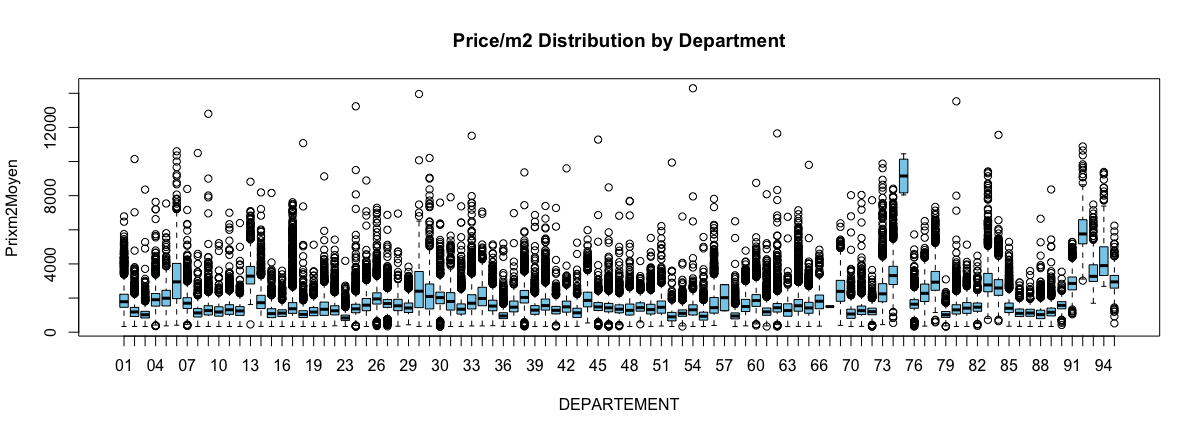 Price/m2 Distribution by Department
Prixm2Moyen
12000
8000
4000
0
01 04 07 10 13 16 19 23 26 29 30 33 36 39 42 45 48 51 54 57 60 63 66 70 73 76 79 82 85 88 91 94
DEPARTEMENT